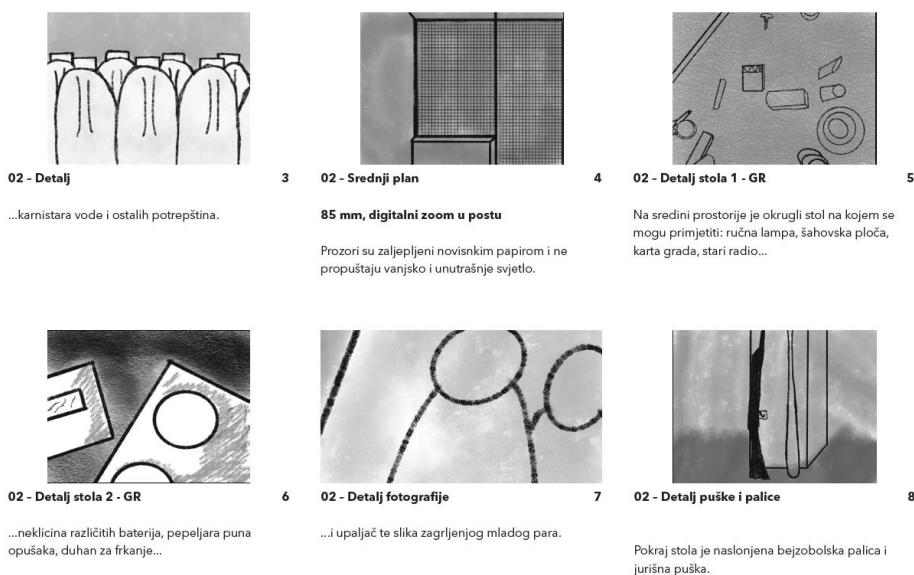 02 – Detalj 3
...karnistara vode i ostalih potrepština.
02 – Srednji plan 4
85 mm, digitalni zoom u postu
Prozori su zaljepljeni novisnkim papirom i ne
propuštaju vanjsko i unutrašnje svjetlo.
02 – Detalj stola 1 - GR 5
Na sredini prostorije je okrugli stol na kojem se
mogu primjetiti: ručna lampa, šahovska ploča,
karta grada, stari radio...
02 – Detalj stola 2 - GR 6
...neklicina različitih baterija, pepeljara puna
opušaka, duhan za frkanje...
02 – Detalj fotografije 7
...i upaljač te slika zagrljenjog mladog para.
02 – Detalj puške i palice 8
Pokraj stola je naslonjena bejzobolska palica i
jurišna puška.